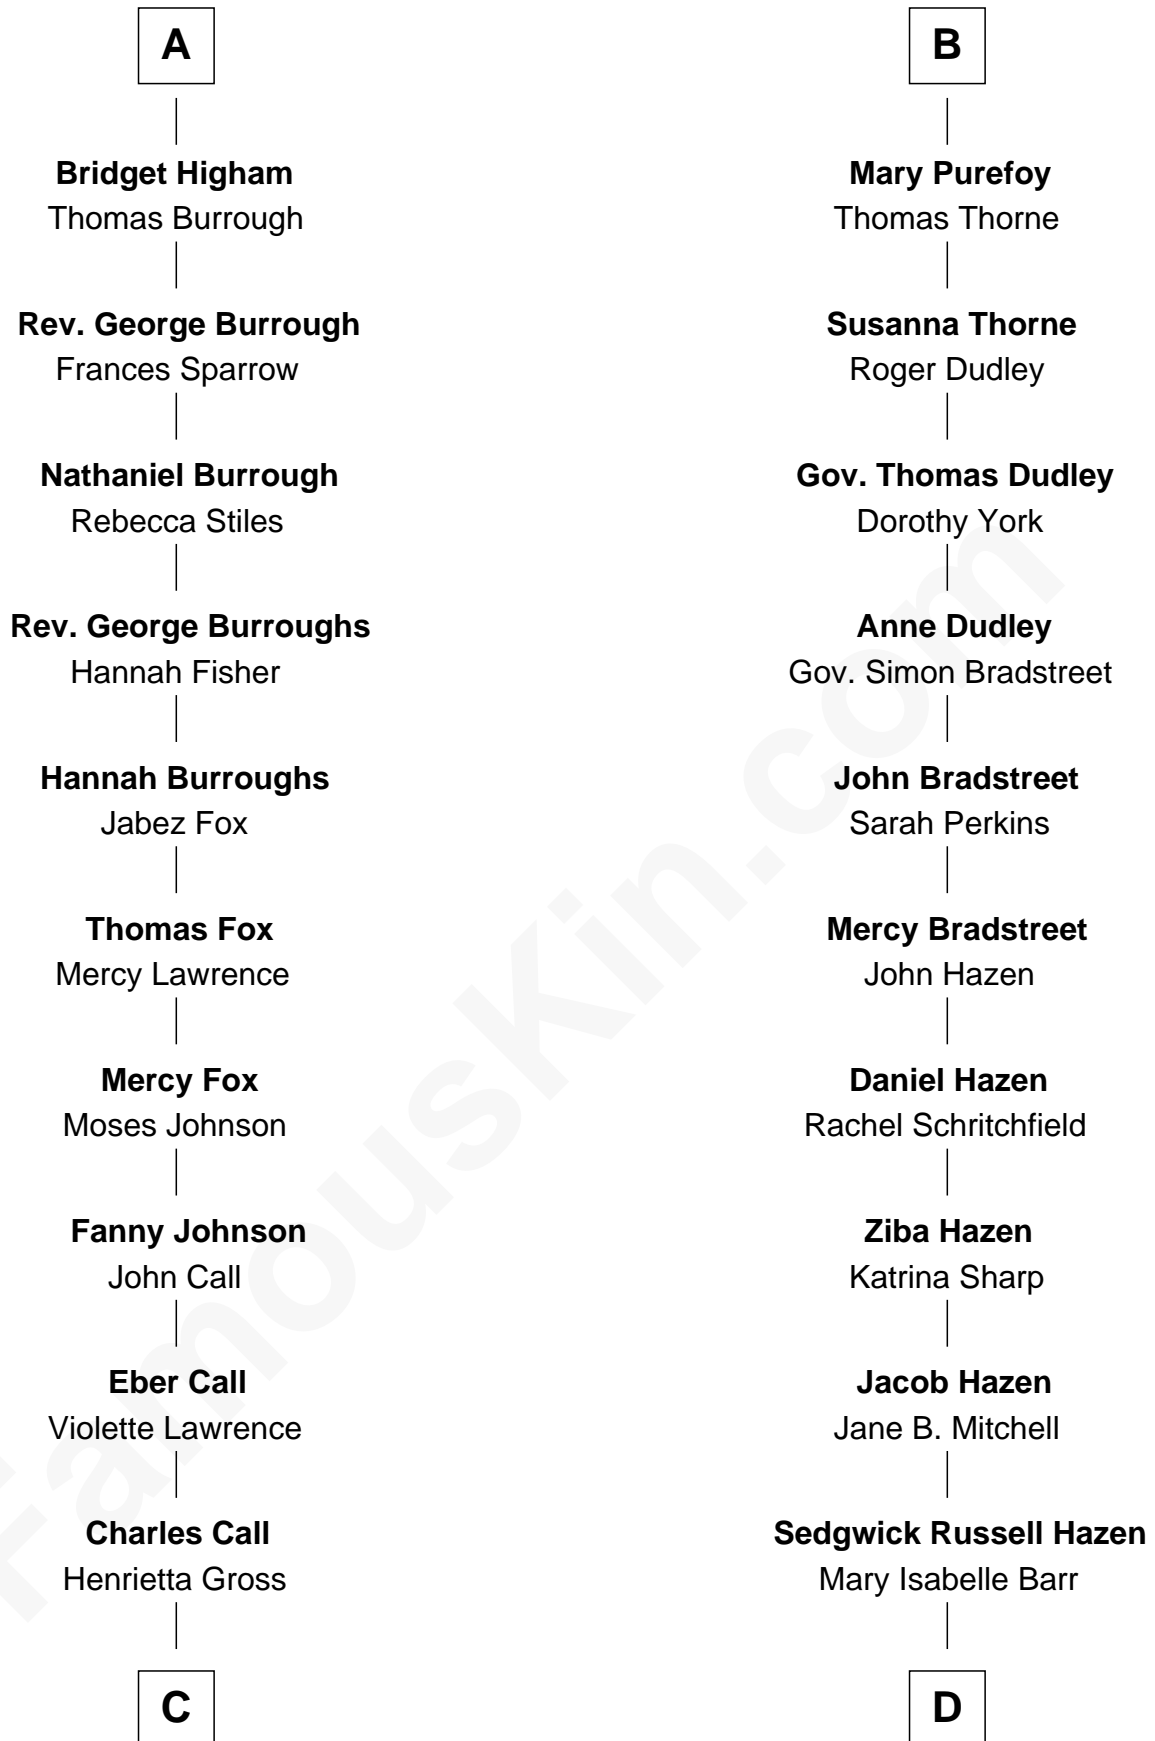 A
Bridget Higham
Thomas Burrough
Rev. George Burrough
Frances Sparrow
Nathaniel Burrough
Rebecca Stiles
Rev. George Burroughs
Hannah Fisher
Hannah Burroughs
Jabez Fox
Thomas Fox
Mercy Lawrence
Mercy Fox
Moses Johnson
Fanny Johnson
John Call
Eber Call
Violette Lawrence
Charles Call
Henrietta Gross
C
B
Mary Purefoy
Thomas Thorne
Susanna Thorne
Roger Dudley
Gov. Thomas Dudley
Dorothy York
Anne Dudley
Gov. Simon Bradstreet
John Bradstreet
Sarah Perkins
Mercy Bradstreet
John Hazen
Daniel Hazen
Rachel Schritchfield
Ziba Hazen
Katrina Sharp
Jacob Hazen
Jane B. Mitchell
Sedgwick Russell Hazen
Mary Isabelle Barr
D
FamousKin.com